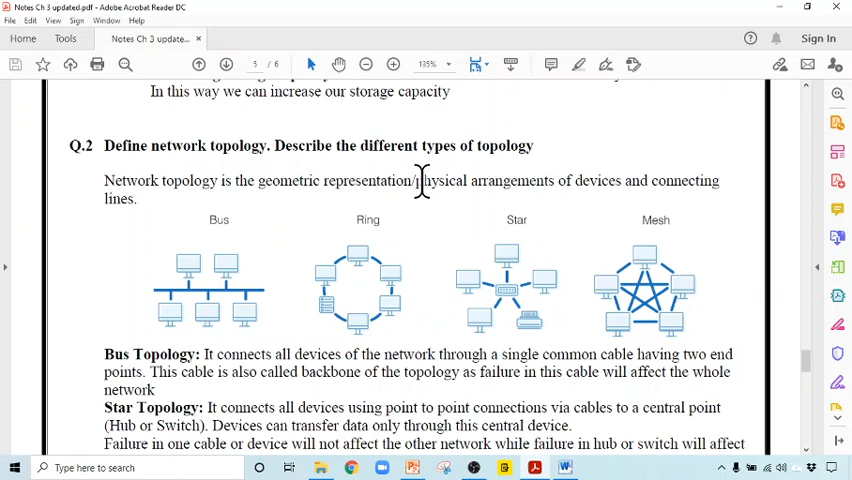 Notes Ch 3 updated.pdf - Adobe Acrobat Reader DC
File Edit View Sign Window Help
Home Tools Notes Ch 3 update... × Sign In
5 / 6 135%
In this way we can increase our storage capacity
Q.2 Define network topology. Describe the different types of topology
Network topology is the geometric representation/physical arrangements of devices and connecting
lines.
Bus Ring Star Mesh
Bus Topology: It connects all devices of the network through a single common cable having two end
points. This cable is also called backbone of the topology as failure in this cable will affect the whole
network
Star Topology: It connects all devices using point to point connections via cables to a central point
(Hub or Switch). Devices can transfer data only through this central device.
Failure in one cable or device will not affect the other network while failure in hub or switch will affect
Type here to search